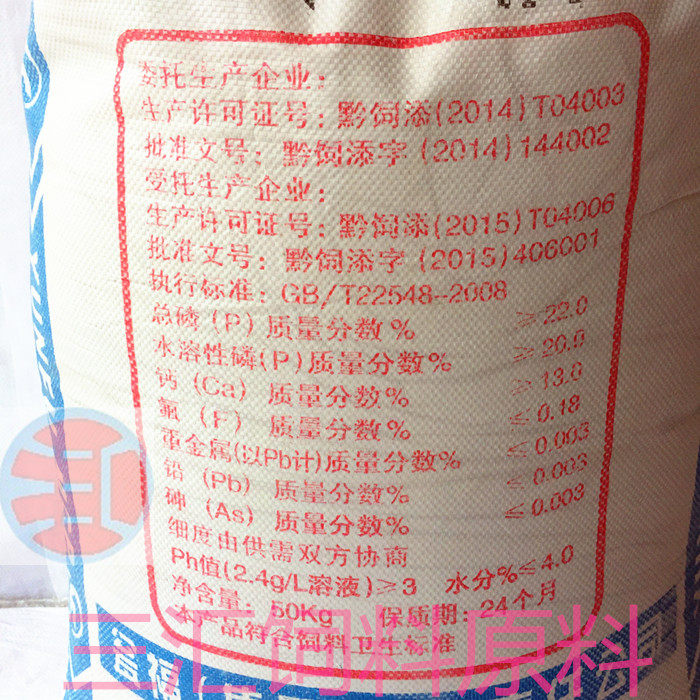 委托生产企业：
生产许可证号：黔饲添(2014)T04003
批准文号：黔饲添字 (2014)144002
受托生产企业：
生产许可证号：黔饲添(2015)T04006
批准文号：黔饲添字 (2015)406001
执行标准：GB/T22548-2008
总磷 (P) 质量分数% ≥22.0
水溶性磷(P)质量分数% ≥20.0
钙 (Ca) 质量分数% ≥13.0
氟 (F) 质量分数% ≤0.18
重金属(以Pb计)质量分数% ≤0.003
铅 (Pb) 质量分数% ≤0.003
砷 (As) 质量分数% ≤0.003
细度由供需双方协商
Ph值(2.4g/L溶液)≥3 水分%≤4.0
净含量：50Kg 保质期：24个月
本产品符合饲料卫生标准
三汇饲料原料